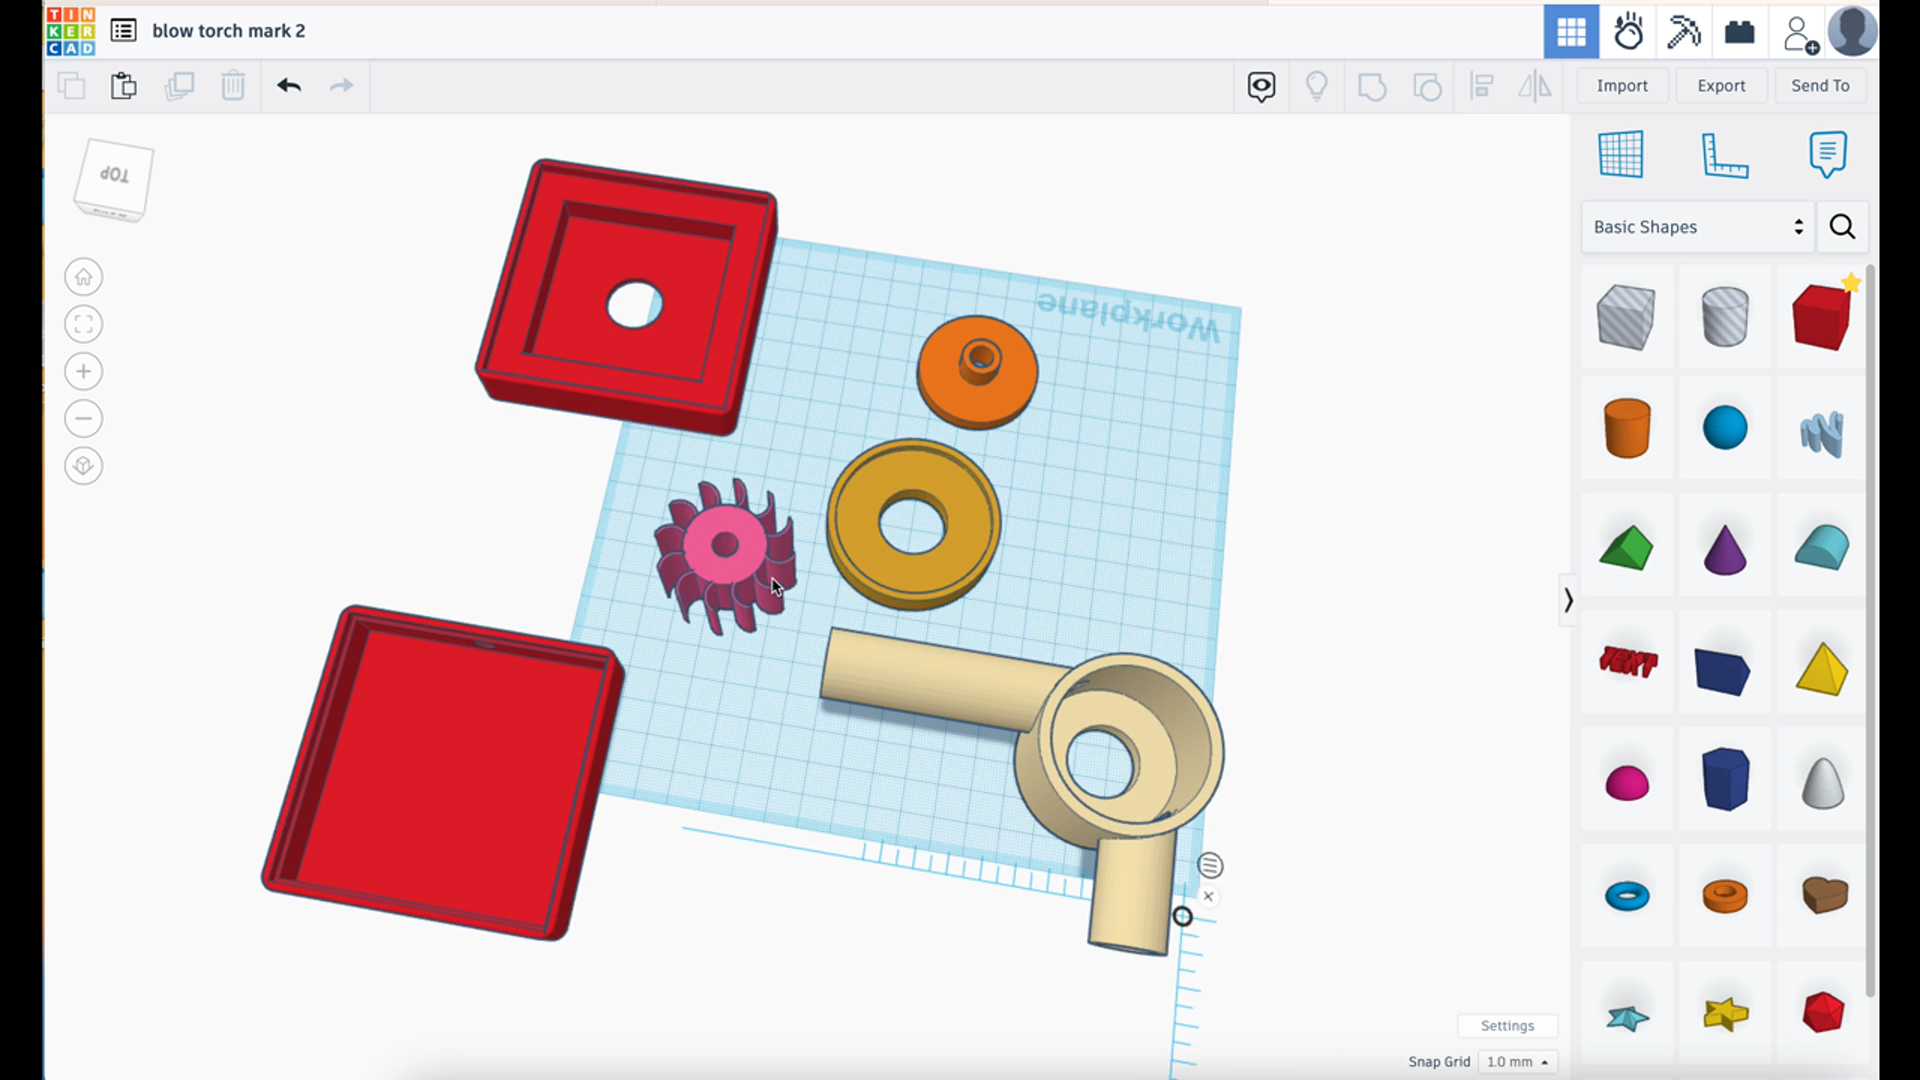 TIN
KER
CAD
blow torch mark 2
Import
Export
Send To
TOP
Workplane
Basic Shapes
TEXT
Settings
Snap Grid
1.0 mm